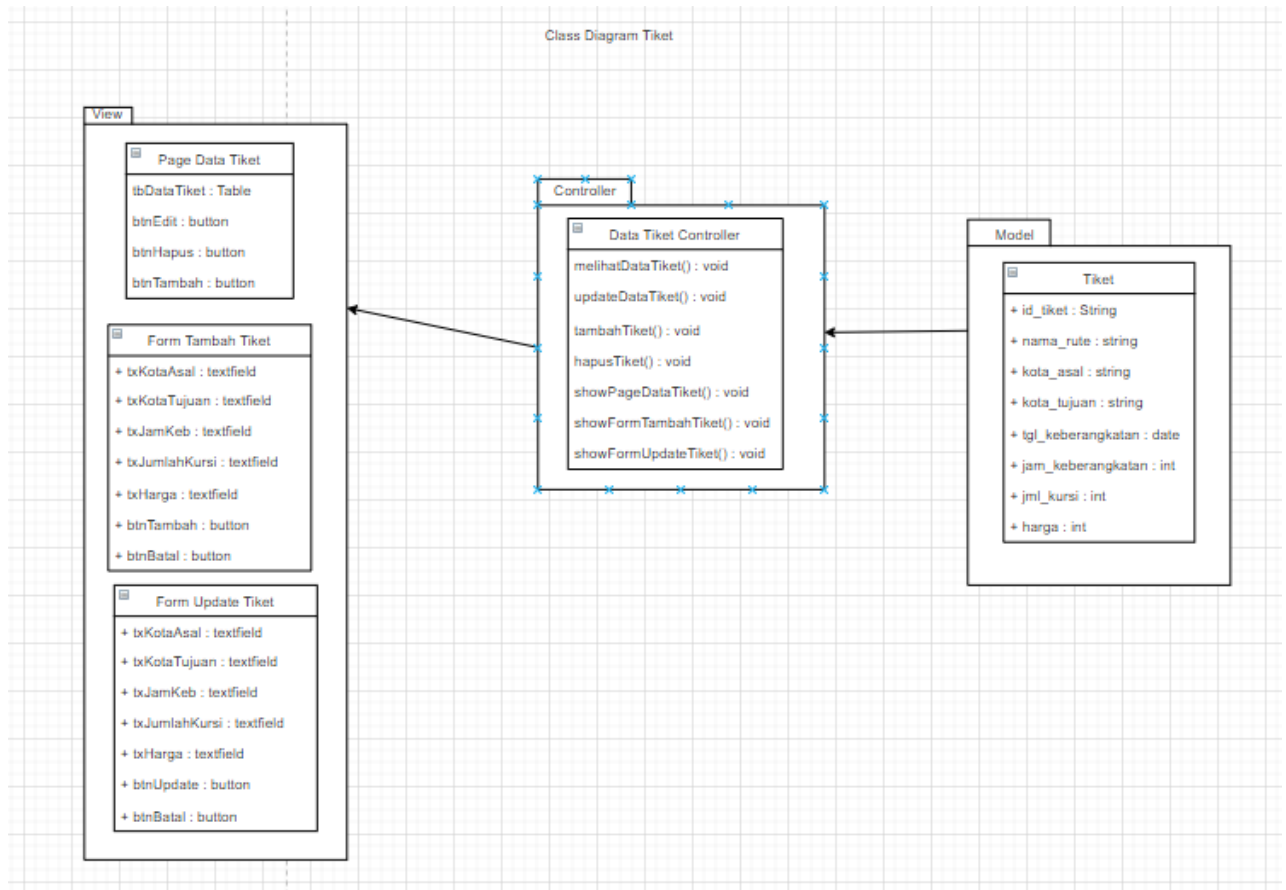 Class Diagram Tiket
View
Page Data Tiket
tbDataTiket : Table
btnEdit : button
btnHapus : button
btnTambah : button
Form Tambah Tiket
+ txKotaAsal : textfield
+ txKotaTujuan : textfield
+ txJamKeb : textfield
+ txJumlahKursi : textfield
+ txHarga : textfield
+ btnTambah : button
+ btnBatal : button
Form Update Tiket
+ txKotaAsal : textfield
+ txKotaTujuan : textfield
+ txJamKeb : textfield
+ txJumlahKursi : textfield
+ txHarga : textfield
+ btnUpdate : button
+ btnBatal : button
Controller
Data Tiket Controller
melihatDataTiket() : void
updateDataTiket() : void
tambahTiket() : void
hapusTiket() : void
showPageDataTiket() : void
showFormTambahTiket() : void
showFormUpdateTiket() : void
Model
Tiket
+ id_tiket : String
+ nama_rute : string
+ kota_asal : string
+ kota_tujuan : string
+ tgl_keberangkatan : date
+ jam_keberangkatan : int
+ jml_kursi : int
+ harga : int